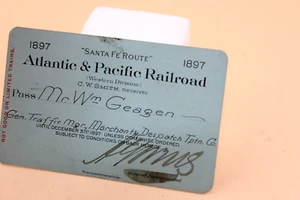 1897 "SANTA FE ROUTE" 1897
Atlantic & Pacific Railroad
(Western Division)
C. W. SMITH, RECEIVER
Pass Mc Wm Geagen
Gen. Traffic Mgr. Merchants Despatch Tptn. Co.
UNTIL DECEMBER 31st 1897 UNLESS OTHERWISE ORDERED,
SUBJECT TO CONDITIONS ON BACK HEREOF.
NOT GOOD ON LIMITED TRAINS.